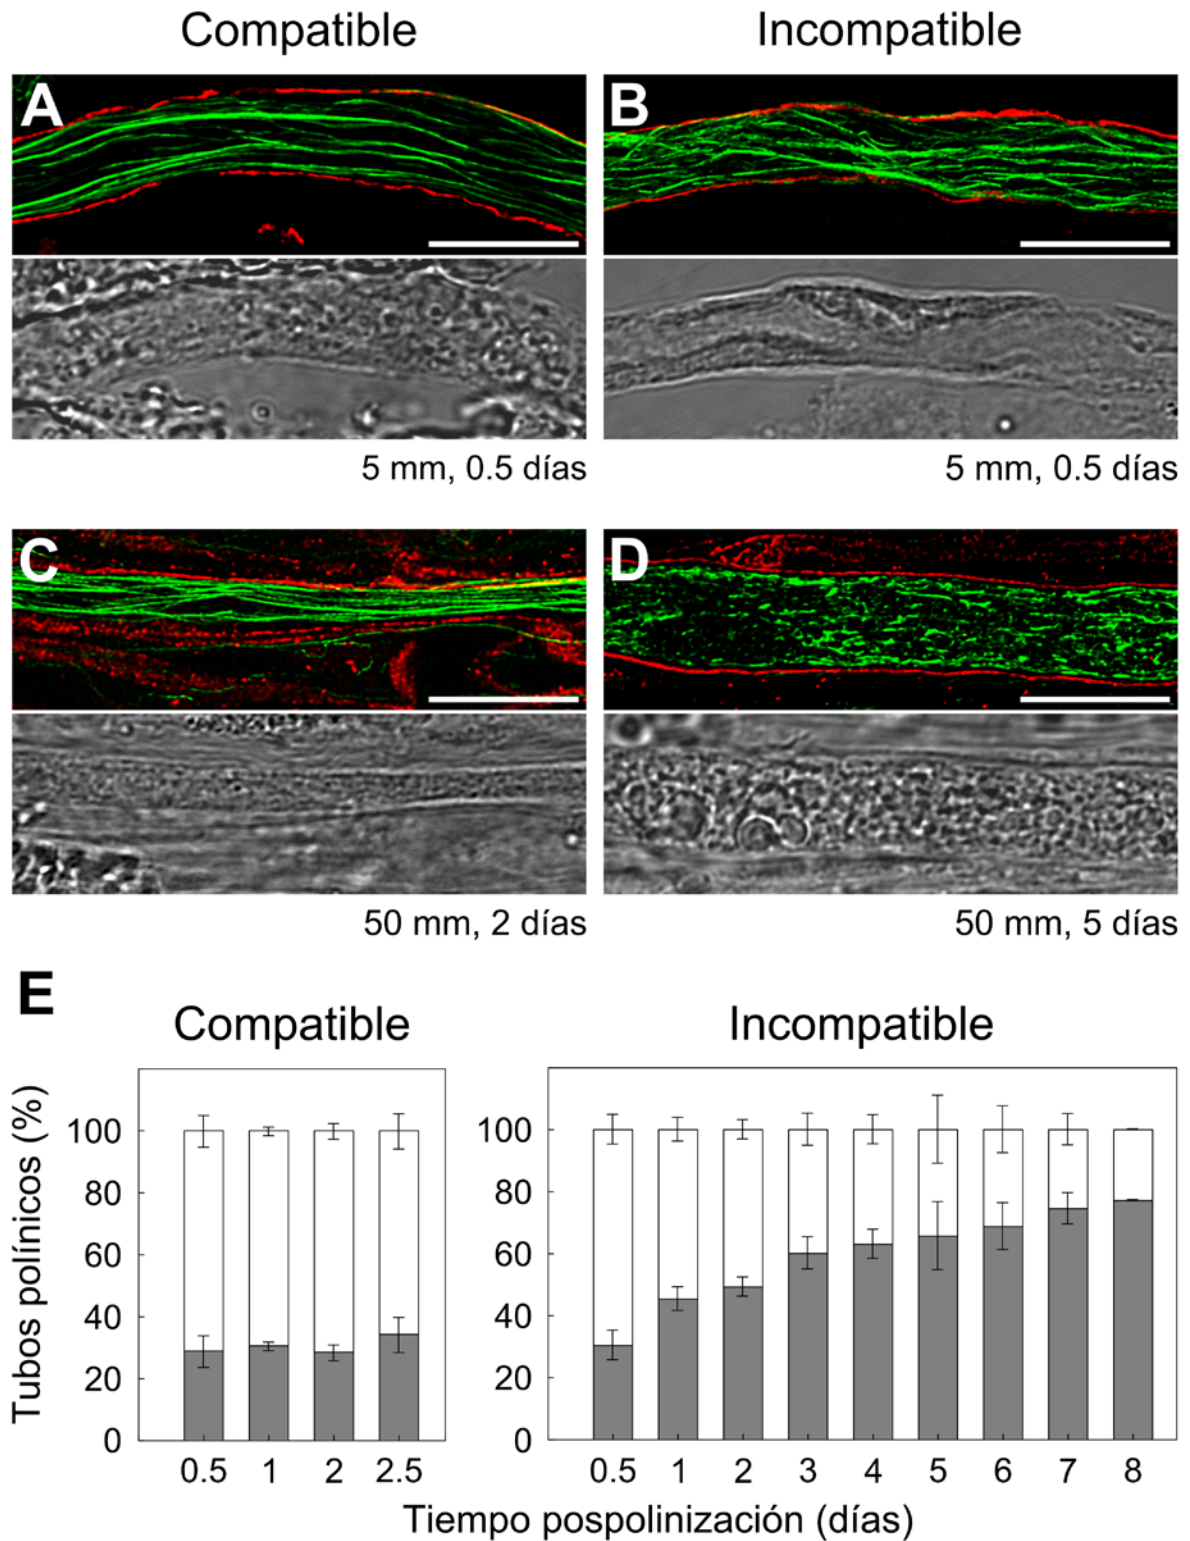 Compatible Incompatible
A B
5 mm, 0.5 días 5 mm, 0.5 días
C D
50 mm, 2 días 50 mm, 5 días
E
Compatible Incompatible
Tubos polínicos (%)
100 100
80 80
60 60
40 40
20 20
0 0
0.5 1 2 2.5 0.5 1 2 3 4 5 6 7 8
Tiempo pospolinización (días)